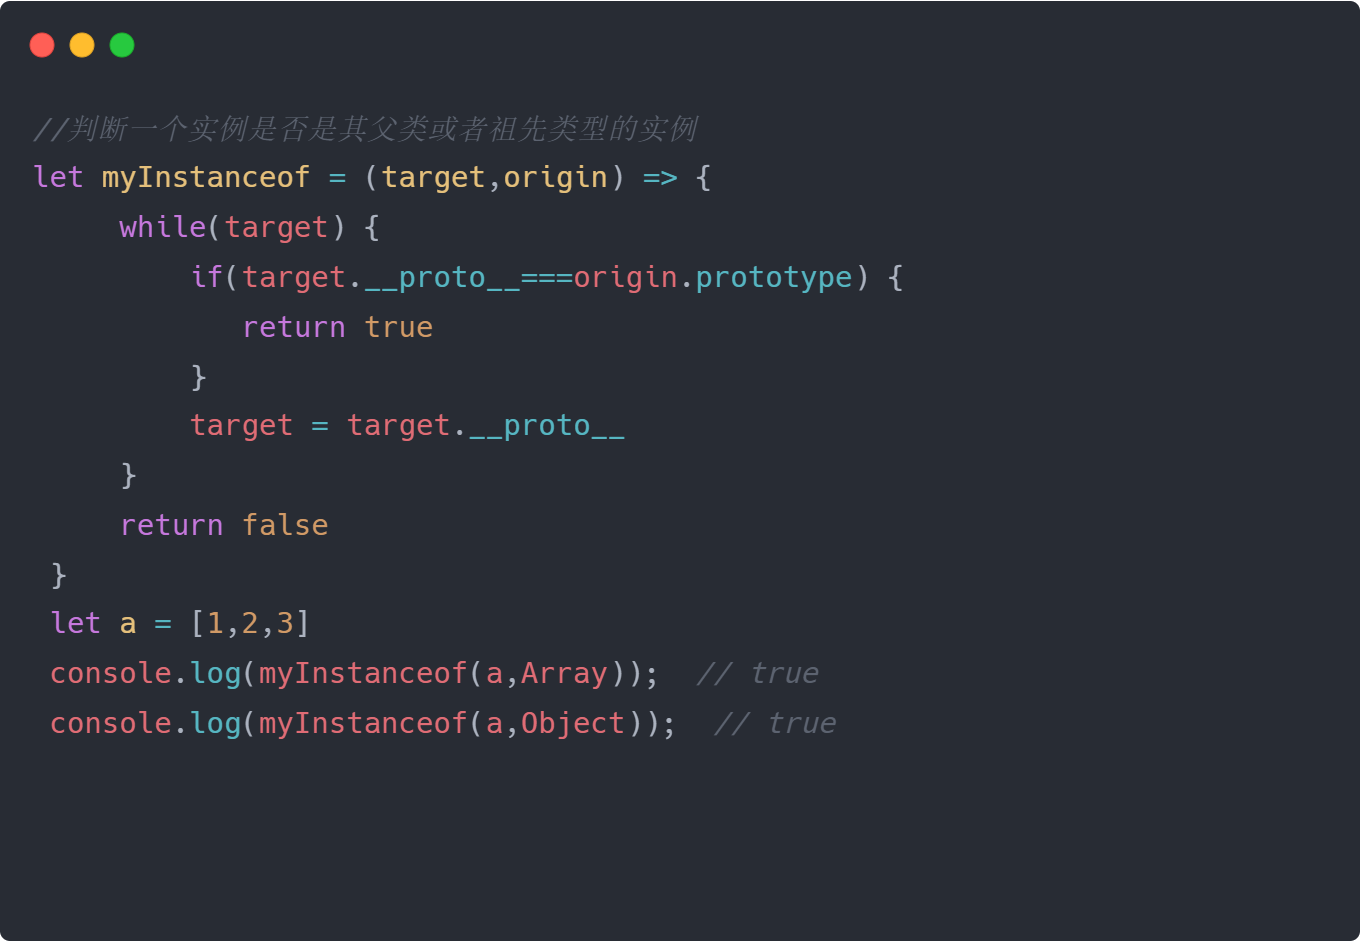 //判断一个实例是否是其父类或者祖先类型的实例
let myInstanceof = (target,origin) => {
     while(target) {
         if(target.__proto__===origin.prototype) {
            return true
         }
         target = target.__proto__
     }
     return false
 }
 let a = [1,2,3]
 console.log(myInstanceof(a,Array));  // true
 console.log(myInstanceof(a,Object));  // true